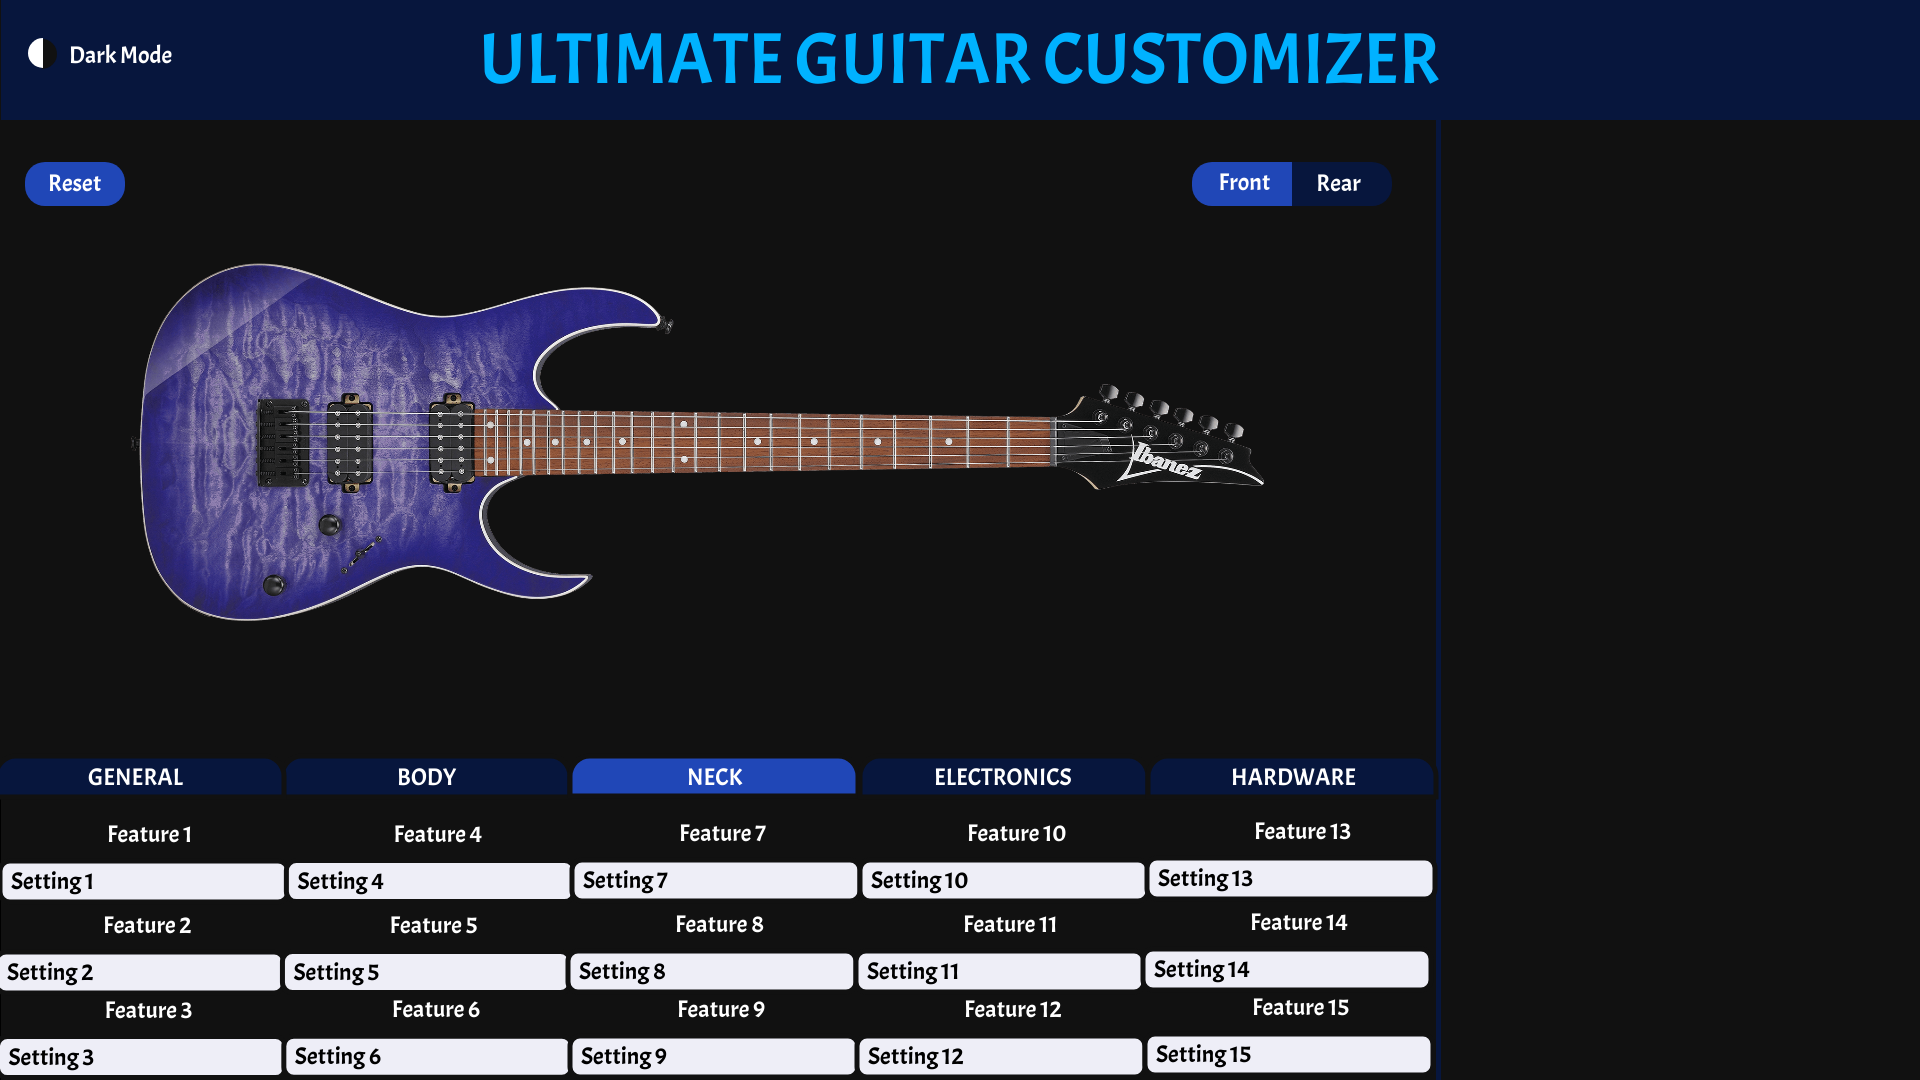 Dark Mode
ULTIMATE GUITAR CUSTOMIZER
Reset
Front
Rear
Ibanez
GENERAL
BODY
NECK
ELECTRONICS
HARDWARE
Feature 1
Feature 4
Feature 7
Feature 10
Feature 13
Setting 1
Setting 4
Setting 7
Setting 10
Setting 13
Feature 2
Feature 5
Feature 8
Feature 11
Feature 14
Setting 2
Setting 5
Setting 8
Setting 11
Setting 14
Feature 3
Feature 6
Feature 9
Feature 12
Feature 15
Setting 3
Setting 6
Setting 9
Setting 12
Setting 15